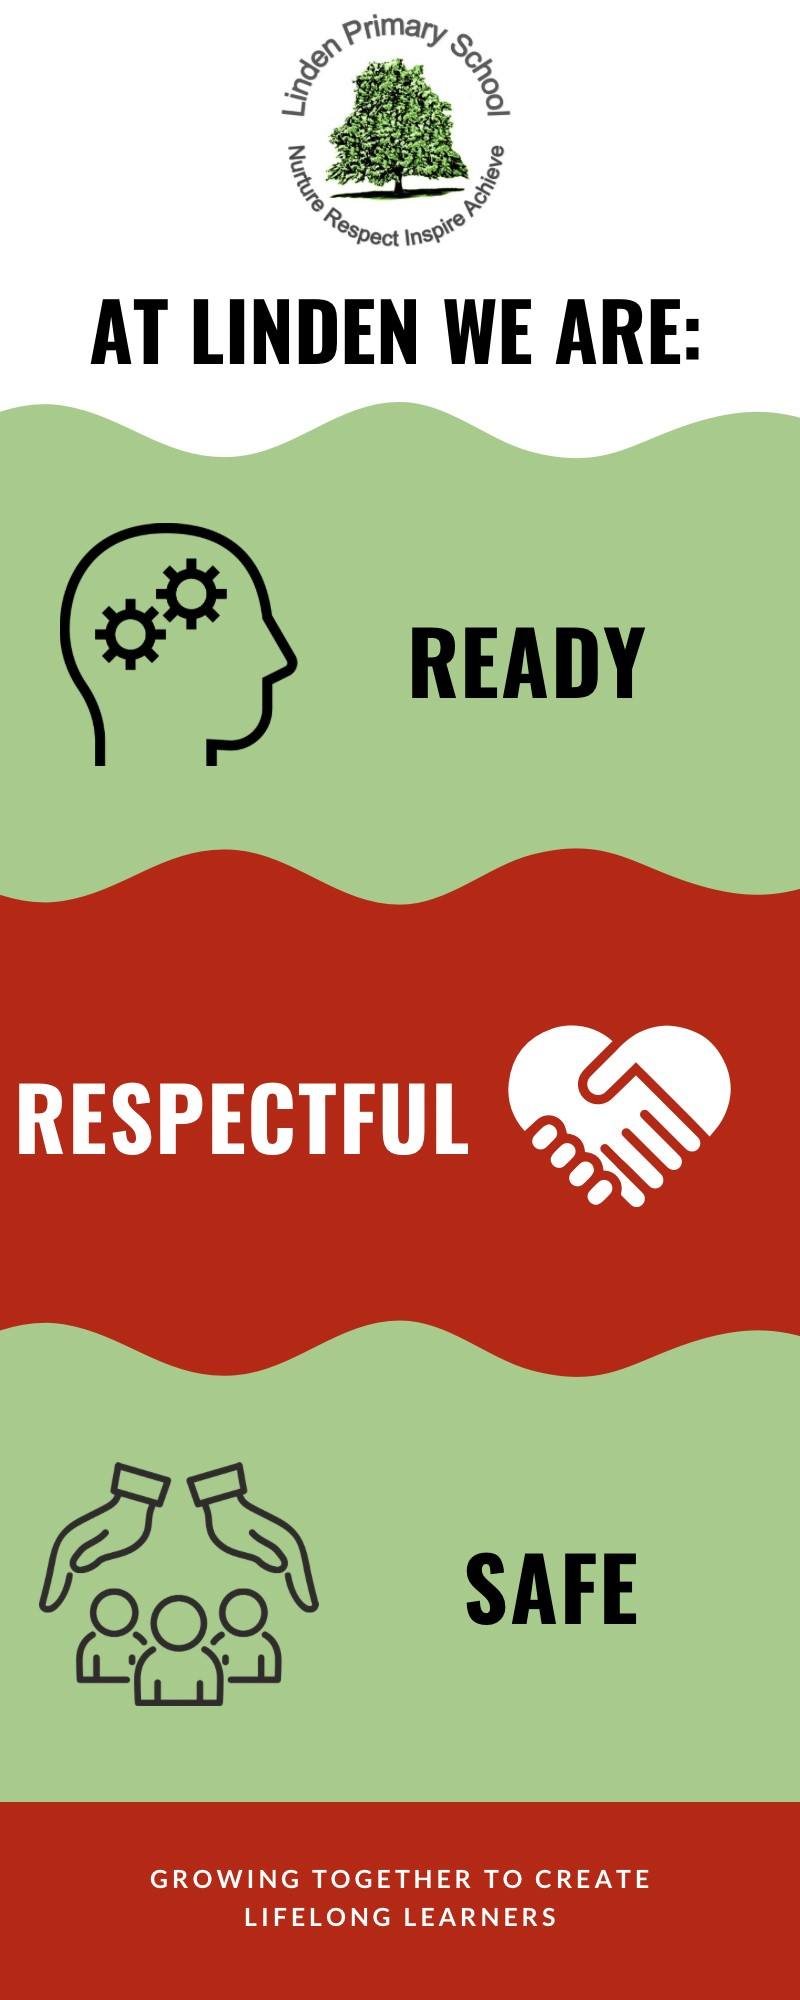 Linden Primary School
Nurture Respect Inspire Achieve
AT LINDEN WE ARE:
READY
RESPECTFUL
SAFE
GROWING TOGETHER TO CREATE
LIFELONG LEARNERS